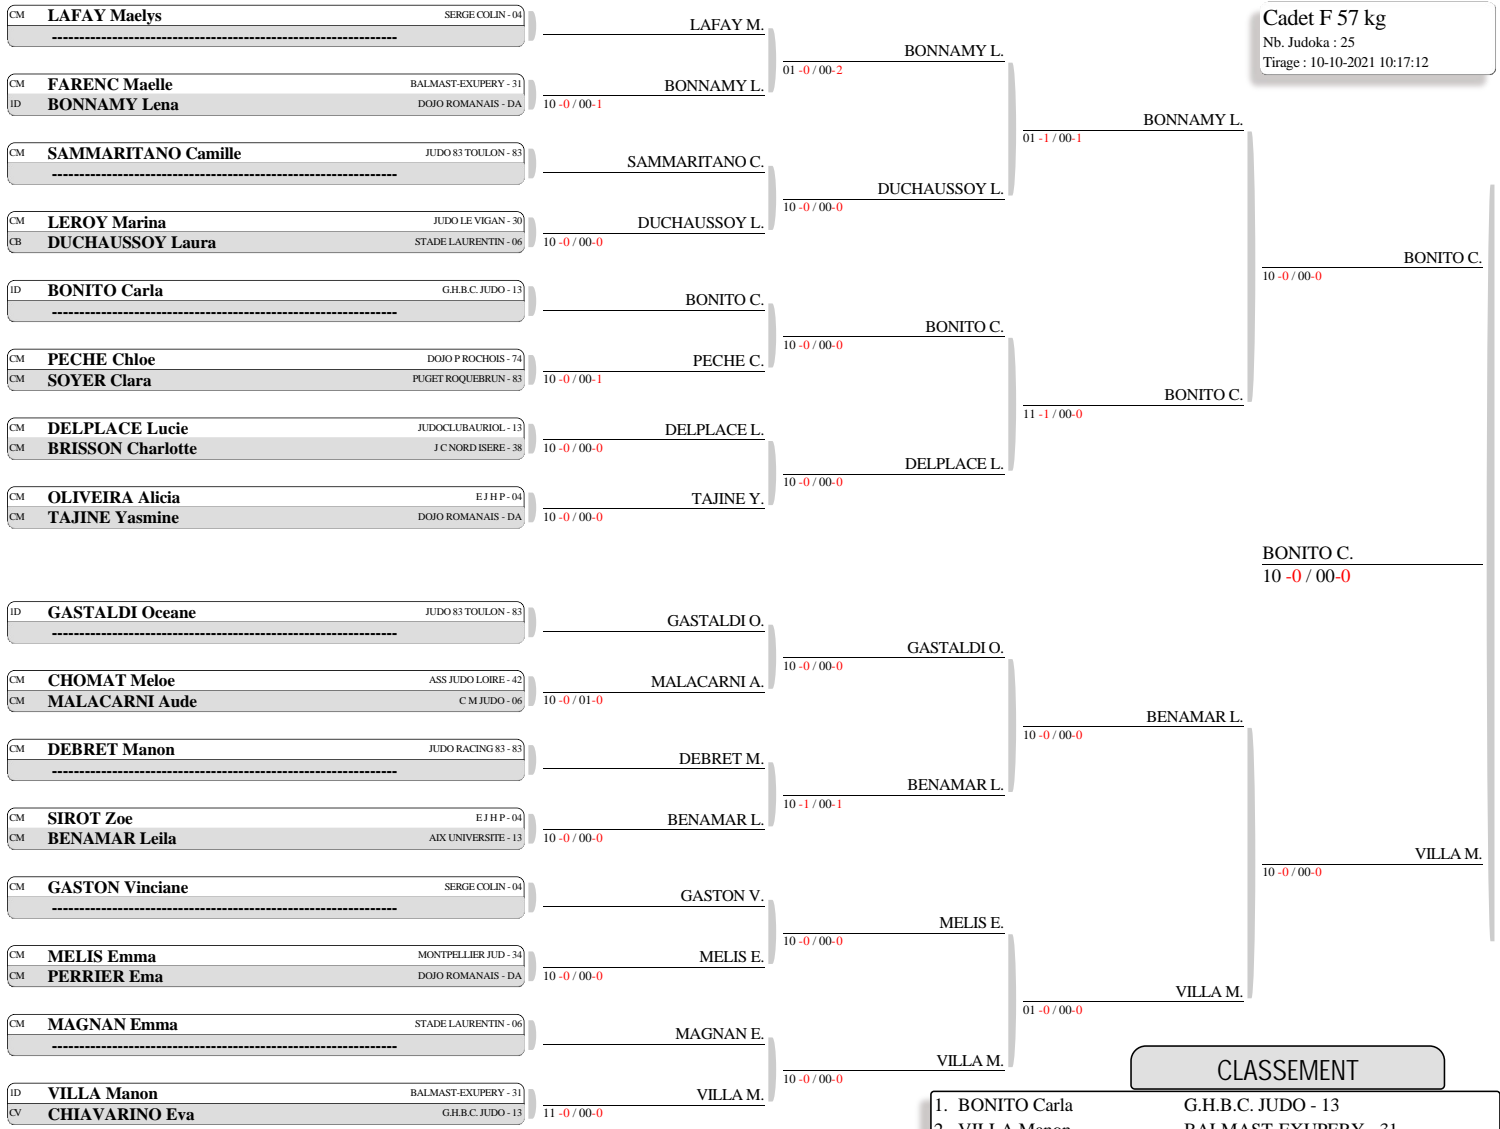 Cadet F 57 kg
Nb. Judoka : 25
Tirage : 10-10-2021 10:17:12
CM LAFAY Maelys SERGE COLIN - 04
----------------------------------------------------------------
CM FARENC Maelle BALMAST-EXUPERY - 31
1D BONNAMY Lena DOJO ROMANAIS - DA
CM SAMMARITANO Camille JUDO 83 TOULON - 83
----------------------------------------------------------------
CM LEROY Marina JUDO LE VIGAN - 30
CB DUCHAUSSOY Laura STADE LAURENTIN - 06
1D BONITO Carla G.H.B.C. JUDO - 13
----------------------------------------------------------------
CM PECHE Chloe DOJO P ROCHOIS - 74
CM SOYER Clara PUGET ROQUEBRUN - 83
CM DELPLACE Lucie JUDOCLUBAURIOL - 13
CM BRISSON Charlotte J C NORD ISERE - 38
CM OLIVEIRA Alicia E J H P - 04
CM TAJINE Yasmine DOJO ROMANAIS - DA
1D GASTALDI Oceane JUDO 83 TOULON - 83
----------------------------------------------------------------
CM CHOMAT Meloe ASS JUDO LOIRE - 42
CM MALACARNI Aude C M JUDO - 06
CM DEBRET Manon JUDO RACING 83 - 83
----------------------------------------------------------------
CM SIROT Zoe E J H P - 04
CM BENAMAR Leila AIX UNIVERSITE - 13
CM GASTON Vinciane SERGE COLIN - 04
----------------------------------------------------------------
CM MELIS Emma MONTPELLIER JUD - 34
CM PERRIER Ema DOJO ROMANAIS - DA
CM MAGNAN Emma STADE LAURENTIN - 06
----------------------------------------------------------------
1D VILLA Manon BALMAST-EXUPERY - 31
CV CHIAVARINO Eva G.H.B.C. JUDO - 13
LAFAY M.
BONNAMY L.
10 -0 / 00-1
SAMMARITANO C.
DUCHAUSSOY L.
10 -0 / 00-0
BONITO C.
PECHE C.
10 -0 / 00-1
DELPLACE L.
10 -0 / 00-0
TAJINE Y.
10 -0 / 00-0
GASTALDI O.
MALACARNI A.
10 -0 / 01-0
DEBRET M.
BENAMAR L.
10 -0 / 00-0
GASTON V.
MELIS E.
10 -0 / 00-0
MAGNAN E.
VILLA M.
11 -0 / 00-0
BONNAMY L.
01 -0 / 00-2
DUCHAUSSOY L.
10 -0 / 00-0
BONITO C.
10 -0 / 00-0
DELPLACE L.
10 -0 / 00-0
GASTALDI O.
10 -0 / 00-0
BENAMAR L.
10 -1 / 00-1
MELIS E.
10 -0 / 00-0
VILLA M.
10 -0 / 00-0
BONNAMY L.
01 -1 / 00-1
BONITO C.
11 -1 / 00-0
BENAMAR L.
10 -0 / 00-0
VILLA M.
01 -0 / 00-0
BONITO C.
10 -0 / 00-0
VILLA M.
10 -0 / 00-0
BONITO C.
10 -0 / 00-0
CLASSEMENT
1. BONITO Carla G.H.B.C. JUDO - 13
2. VILLA Manon BALMAST-EXUPERY - 31